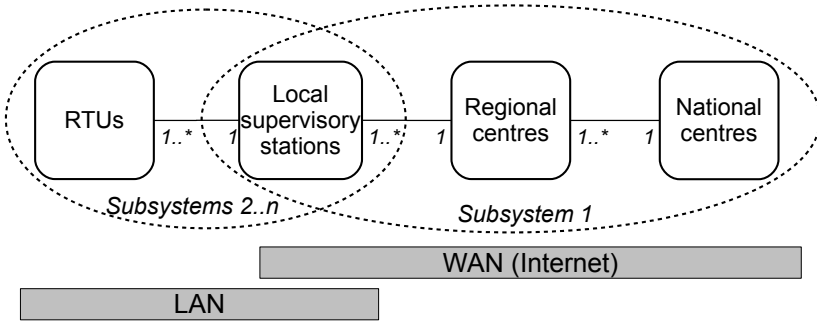 RTUs
Local
supervisory
stations
Regional
centres
National
centres
1..*
1
1..*
1
1..*
1
Subsystems 2..n
Subsystem 1
WAN (Internet)
LAN